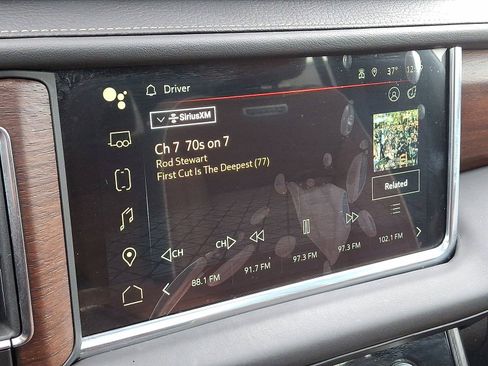 Driver
37°
SiriusXM
Ch 7 70s on 7
Rod Stewart
First Cut Is The Deepest (77)
Related
CH CH
88.1 FM 91.7 FM 97.3 FM 97.3 FM 102.1 FM